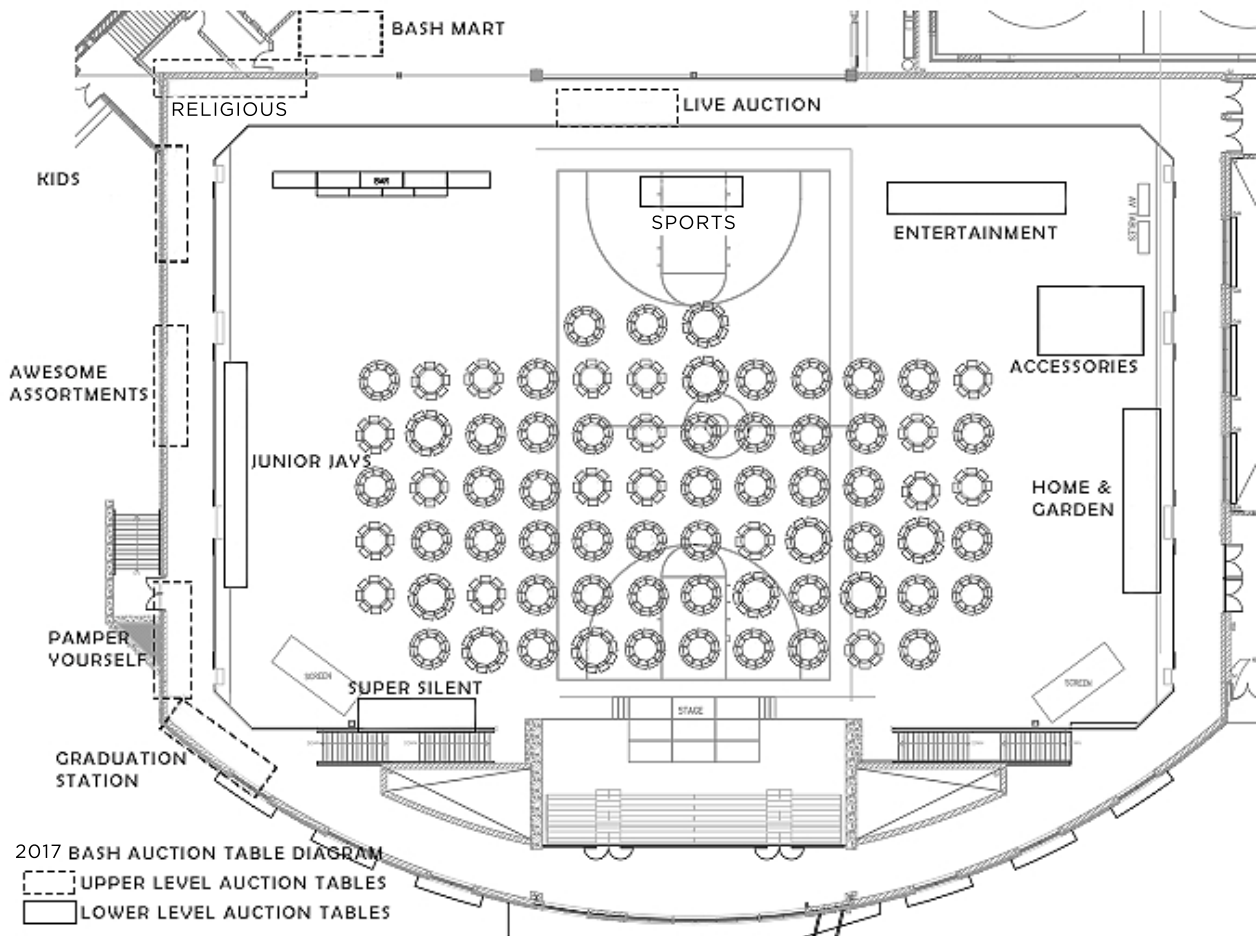 BASH MART
RELIGIOUS
LIVE AUCTION
KIDS
BAR
SPORTS
ENTERTAINMENT
AV TABLES
ACCESSORIES
AWESOME
ASSORTMENTS
JUNIOR JAYS
HOME &
GARDEN
PAMPER
YOURSELF
SCREEN
SCREEN
SUPER SILENT
STAGE
GRADUATION
STATION
2017 BASH AUCTION TABLE DIAGRAM
UPPER LEVEL AUCTION TABLES
LOWER LEVEL AUCTION TABLES